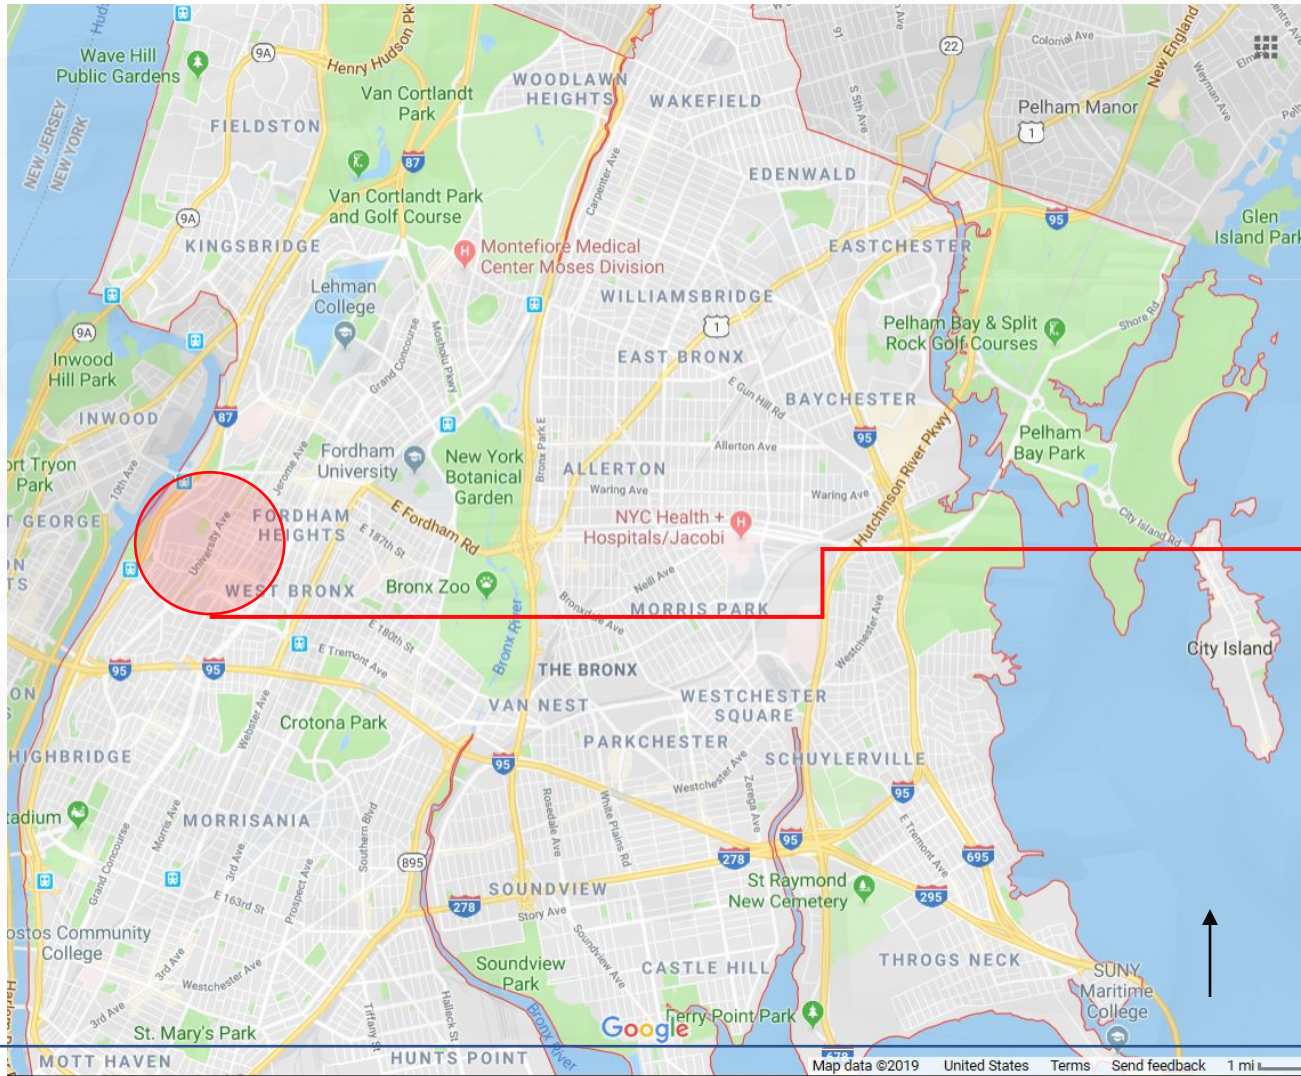 Wave Hill
Public Gardens
9A
Henry Hudson Pkwy
Van Cortlandt
Park
WOODLAWN
HEIGHTS
WAKEFIELD
91
S 5th Ave
22
Colonial Ave
New England
Weyman Ave
Pelham Manor
1
NEW JERSEY
NEW YORK
FIELDSTON
87
Van Cortlandt Park
and Golf Course
Carpenter Ave
EDENWALD
95
Glen
Island Park
9A
KINGSBRIDGE
H
Montefiore Medical
Center Moses Division
EASTCHESTER
Lehman
College
WILLIAMSBRIDGE
1
Pelham Bay & Split
Rock Golf Courses
Shore Rd
9A
Inwood
Hill Park
Grand Concourse
Mosholu Pkwy
EAST BRONX
E Gun Hill Rd
BAYCHESTER
INWOOD
87
Jerome Ave
Fordham
University
New York
Botanical
Garden
Bronx Park E
Allerton Ave
ALLERTON
95
Hutchinson River Pkwy
Pelham
Bay Park
ort Tryon
Park
10th Ave
Waring Ave
Waring Ave
T GEORGE
University Ave
FORDHAM
HEIGHTS
E Fordham Rd
E 187th St
NYC Health +
Hospitals/Jacobi
H
City Island Rd
WEST BRONX
Bronx Zoo
Neill Ave
Bronxdale Ave
MORRIS PARK
E 180th St
Bronx River
Westchester Ave
City Island
95
95
E Tremont Ave
THE BRONX
Webster Ave
Crotona Park
VAN NEST
WESTCHESTER
SQUARE
HIGHBRIDGE
95
PARKCHESTER
Westchester Ave
SCHUYLERVILLE
tadium
Grand Concourse
Morris Ave
MORRISANIA
3rd Ave
Prospect Ave
Southern Blvd
895
Rosedale Ave
White Plains Rd
Zerega Ave
95
95
E Tremont Ave
278
695
E 163rd St
278
SOUNDVIEW
Story Ave
St Raymond
New Cemetery
295
ostos Community
College
3rd Ave
Westchester Ave
Soundview
Park
Soundview Ave
CASTLE HILL
THROGS NECK
SUNY
Maritime
College
3rd Ave
St. Mary's Park
Tiffany St
Halleck St
Bronx River
Google
Ferry Point Park
MOTT HAVEN
HUNTS POINT
678
Map data ©2019 United States Terms Send feedback 1 mi